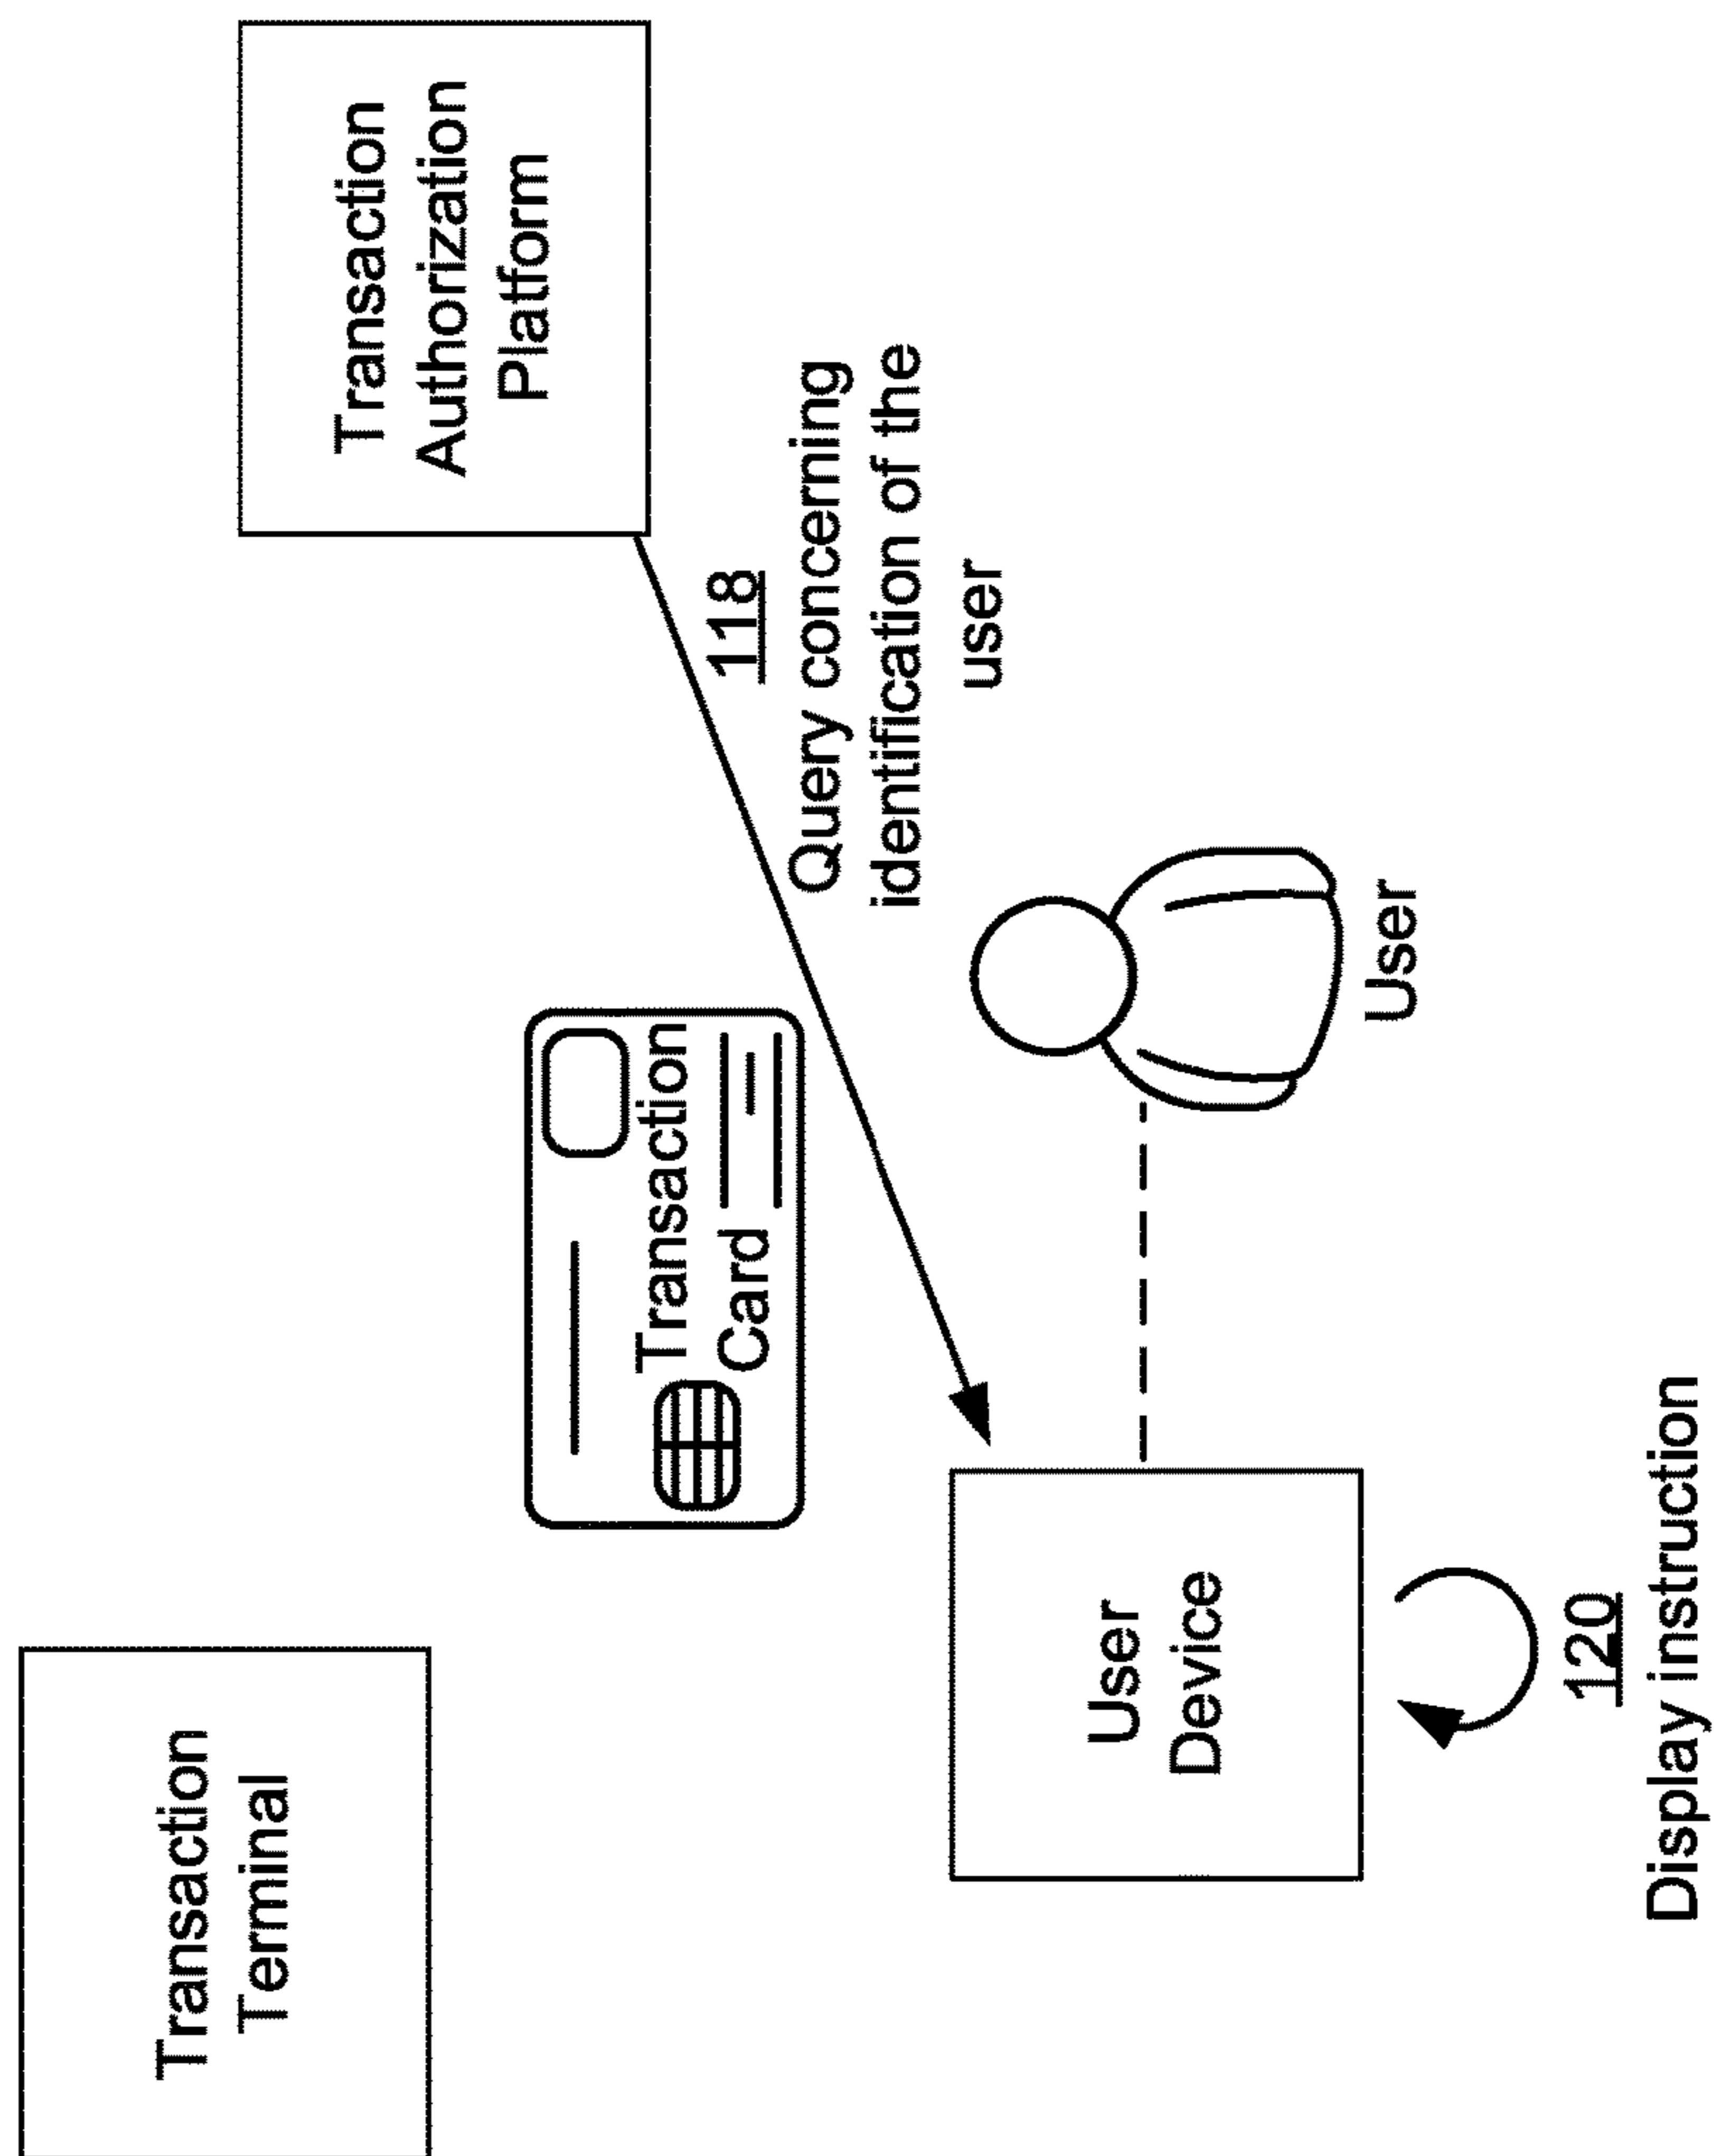 Transaction
Terminal
Transaction
Authorization
Platform
Transaction
Card
118
Query concerning
identification of the
user
User
Device
User
120
Display instruction